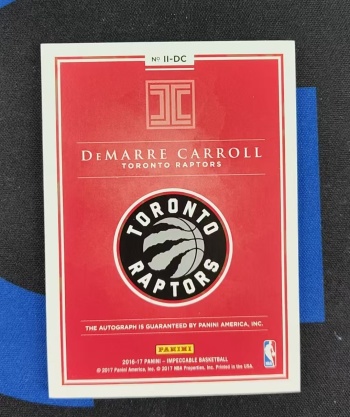 Nº II-DC
DEMARRE CARROLL
TORONTO RAPTORS
TORONTO
RAPTORS
THE AUTOGRAPH IS GUARANTEED BY PANINI AMERICA, INC.
PANINI
NBA
2016-17 PANINI - IMPECCABLE BASKETBALL
© 2017 Panini America, Inc. © 2017 NBA Properties, Inc. Printed in the USA.